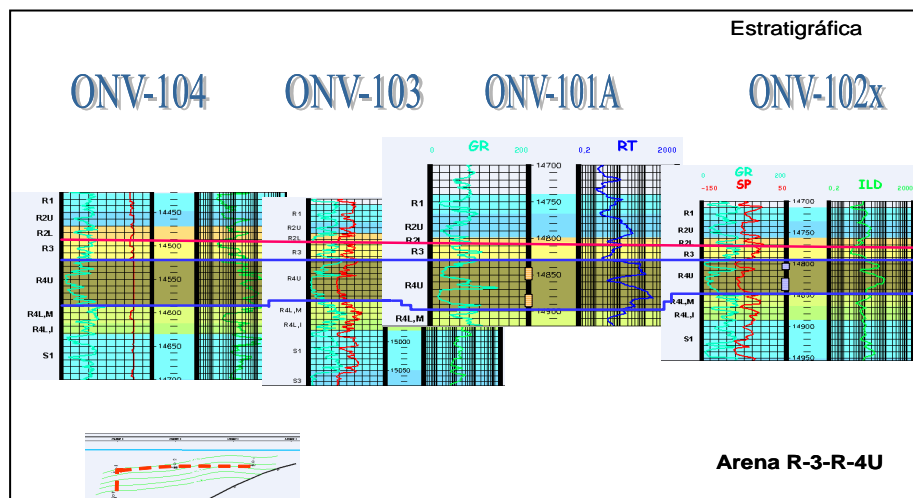 Estratigráfica
ONV-104
ONV-103
ONV-101A
ONV-102x
R1
R2U
R2L
R3
R4U
R4L,M
R4L,I
S1
14450
14500
14550
14600
14650
14700
R1
R2U
R2L
R3
R4U
R4L,M
R4L,I
S1
S3
15000
15050
0 GR 200
0.2 RT 2000
R1
R2U
R2L
R3
R4U
R4L,M
14700
14750
14800
14850
14900
0 GR 200
-150 SP 50
0.2 ILD 2000
R1
R2U
R2L
R3
R4U
R4L,M
R4L,I
S1
14700
14750
14800
14850
14900
14950
Arena R-3-R-4U